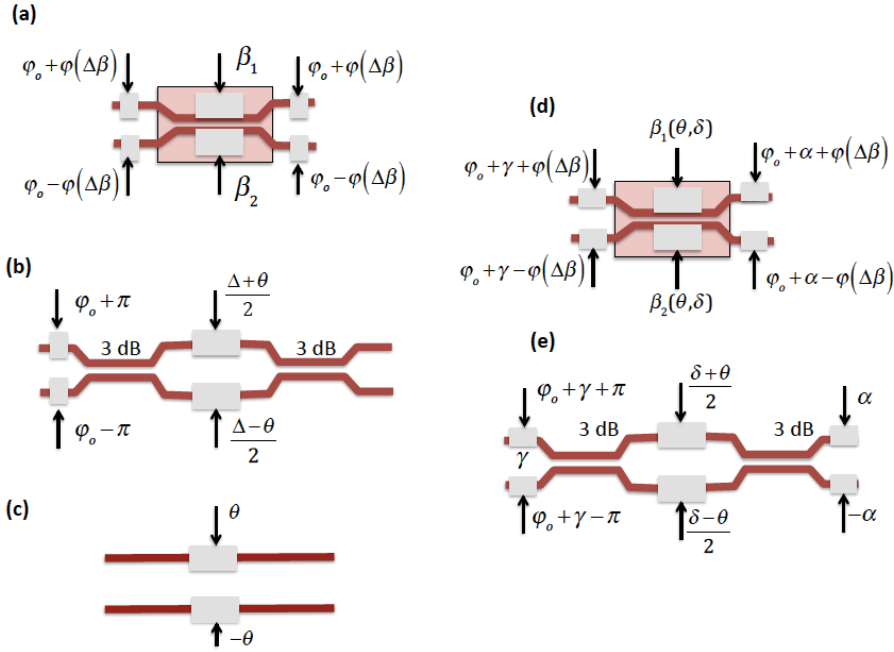 (a)
φₒ+φ(Δβ)
β₁
φₒ+φ(Δβ)
φₒ−φ(Δβ)
β₂
φₒ−φ(Δβ)
(b)
φₒ+π
Δ+θ
2
3 dB
3 dB
φₒ−π
Δ−θ
2
(c)
θ
−θ
(d)
β₁(θ,δ)
φₒ+γ+φ(Δβ)
φₒ+α+φ(Δβ)
φₒ+γ−φ(Δβ)
φₒ+α−φ(Δβ)
β₂(θ,δ)
(e)
φₒ+γ+π
δ+θ
2
α
3 dB
3 dB
γ
φₒ+γ−π
δ−θ
2
−α